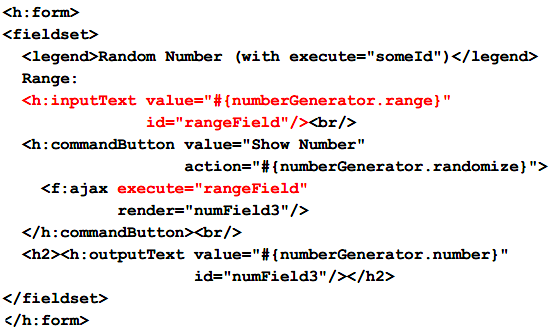 <h:form>
<fieldset>
<legend>Random Number (with execute="someId")</legend>
Range:
<h:inputText value="#{numberGenerator.range}"
id="rangeField"/><br/>
<h:commandButton value="Show Number"
action="#{numberGenerator.randomize}">
<f:ajax execute="rangeField"
render="numField3"/>
</h:commandButton><br/>
<h2><h:outputText value="#{numberGenerator.number}"
id="numField3"/></h2>
</fieldset>
</h:form>